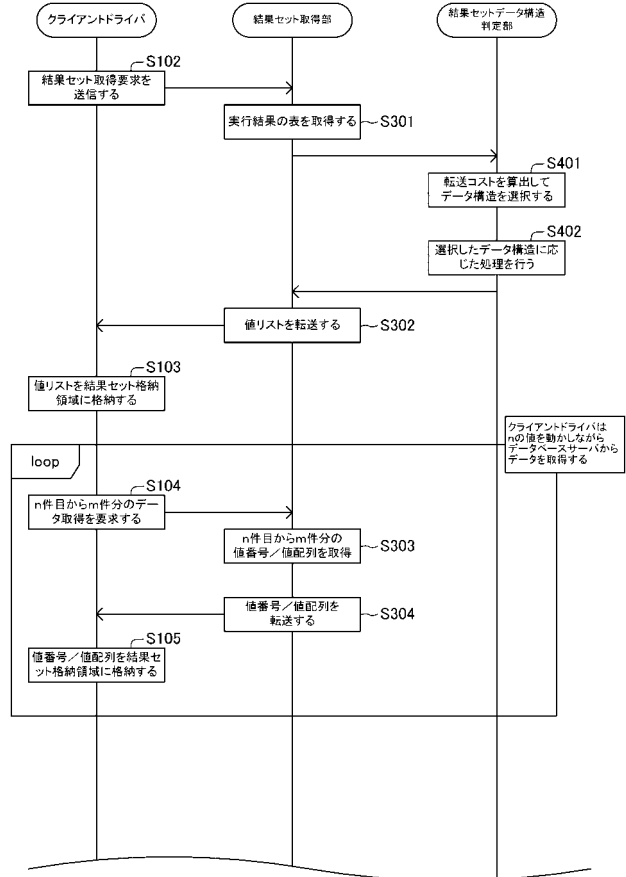 クライアントドライバ
結果セット取得部
結果セットデータ構造
判定部
S102
結果セット取得要求を
送信する
実行結果の表を取得する
S301
S401
転送コストを算出して
データ構造を選択する
S402
選択したデータ構造に応
じた処理を行う
値リストを転送する
S302
S103
値リストを結果セット格納
領域に格納する
クライアントドライバは
nの値を動かしながら
データベースサーバから
データを取得する
loop
S104
n件目からm件分のデー
タ取得を要求する
n件目からm件分の
値番号/値配列を取得
S303
値番号/値配列を
転送する
S304
S105
値番号/値配列を結果セ
ット格納領域に格納する